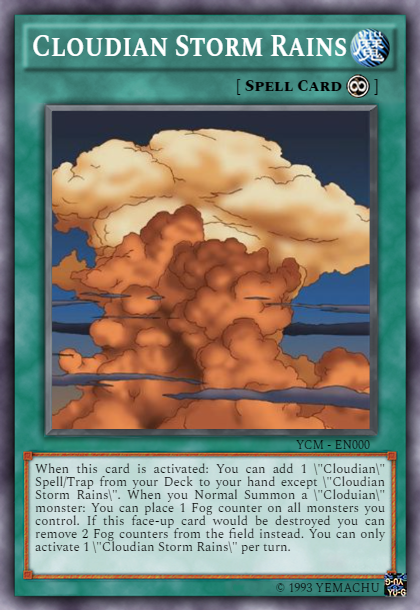 CLOUDIAN STORM RAINS 魔
[ SPELL CARD ]
YCM - EN000
When this card is activated: You can add 1 \"Cloudian\"
Spell/Trap from your Deck to your hand except \"Cloudian
Storm Rains\". When you Normal Summon a \"Cloduian\"
monster: You can place 1 Fog counter on all monsters you
control. If this face-up card would be destroyed you can
remove 2 Fog counters from the field instead. You can only
activate 1 \"Cloudian Storm Rains\" per turn.
© 1993 YEMACHU